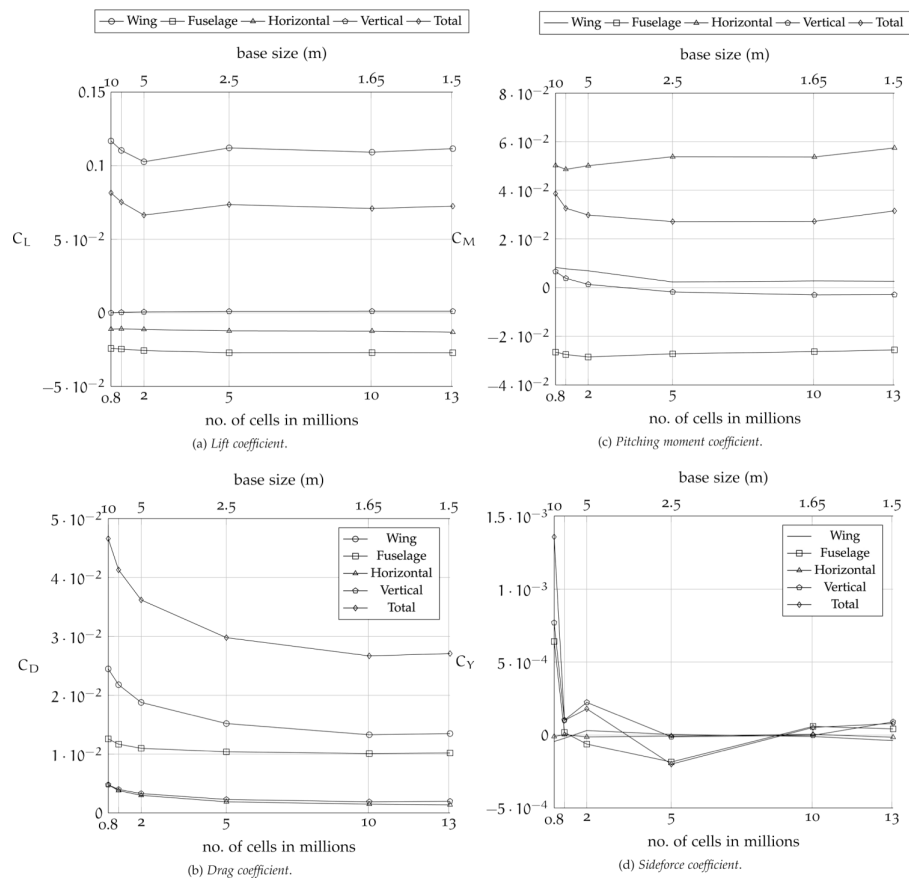 Wing Fuselage Horizontal Vertical Total
base size (m)
10 5 2.5 1.65 1.5
0.15
0.1
5 · 10⁻²
0
−5 · 10⁻²
C_L
0.8 2 5 10 13
no. of cells in millions
(a) Lift coefficient.
Wing Fuselage Horizontal Vertical Total
base size (m)
10 5 2.5 1.65 1.5
8 · 10⁻²
6 · 10⁻²
4 · 10⁻²
2 · 10⁻²
0
−2 · 10⁻²
−4 · 10⁻²
C_M
0.8 2 5 10 13
no. of cells in millions
(c) Pitching moment coefficient.
base size (m)
10 5 2.5 1.65 1.5
5 · 10⁻²
4 · 10⁻²
3 · 10⁻²
2 · 10⁻²
1 · 10⁻²
0
C_D
Wing
Fuselage
Horizontal
Vertical
Total
0.8 2 5 10 13
no. of cells in millions
(b) Drag coefficient.
base size (m)
10 5 2.5 1.65 1.5
1.5 · 10⁻³
1 · 10⁻³
5 · 10⁻⁴
0
−5 · 10⁻⁴
C_Y
Wing
Fuselage
Horizontal
Vertical
Total
0.8 2 5 10 13
no. of cells in millions
(d) Sideforce coefficient.